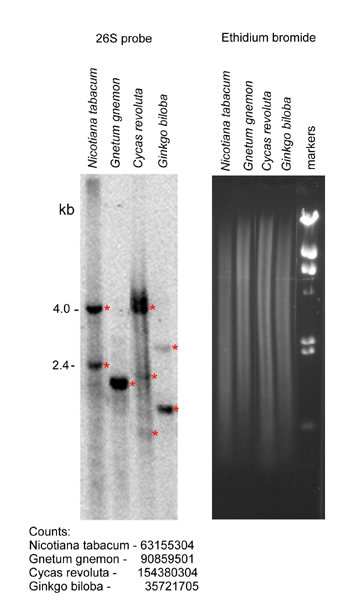 26S probe
Ethidium bromide
Nicotiana tabacum
Gnetum gnemon
Cycas revoluta
Ginkgo biloba
Nicotiana tabacum
Gnetum gnemon
Cycas revoluta
Ginkgo biloba
markers
kb
4.0 - *
*
2.4 - *
*
*
*
*
*
Counts:
Nicotiana tabacum - 63155304
Gnetum gnemon - 90859501
Cycas revoluta - 154380304
Ginkgo biloba - 35721705